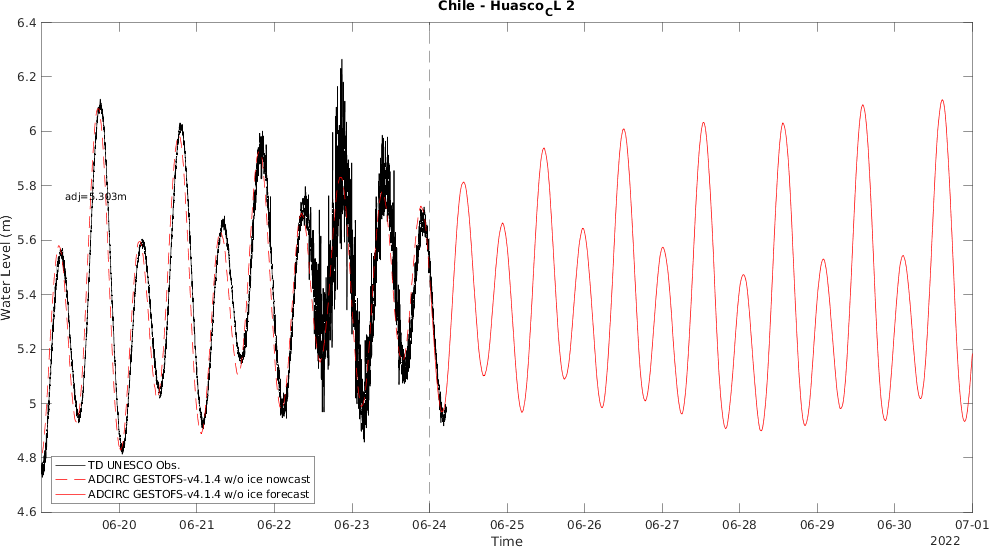 Chile - Huasco_CL 2
6.4
6.2
6
5.8
5.6
5.4
5.2
5
4.8
4.6
Water Level (m)
adj=5.303m
TD UNESCO Obs.
ADCIRC GESTOFS-v4.1.4 w/o ice nowcast
ADCIRC GESTOFS-v4.1.4 w/o ice forecast
06-20 06-21 06-22 06-23 06-24 06-25 06-26 06-27 06-28 06-29 06-30 07-01
Time
2022